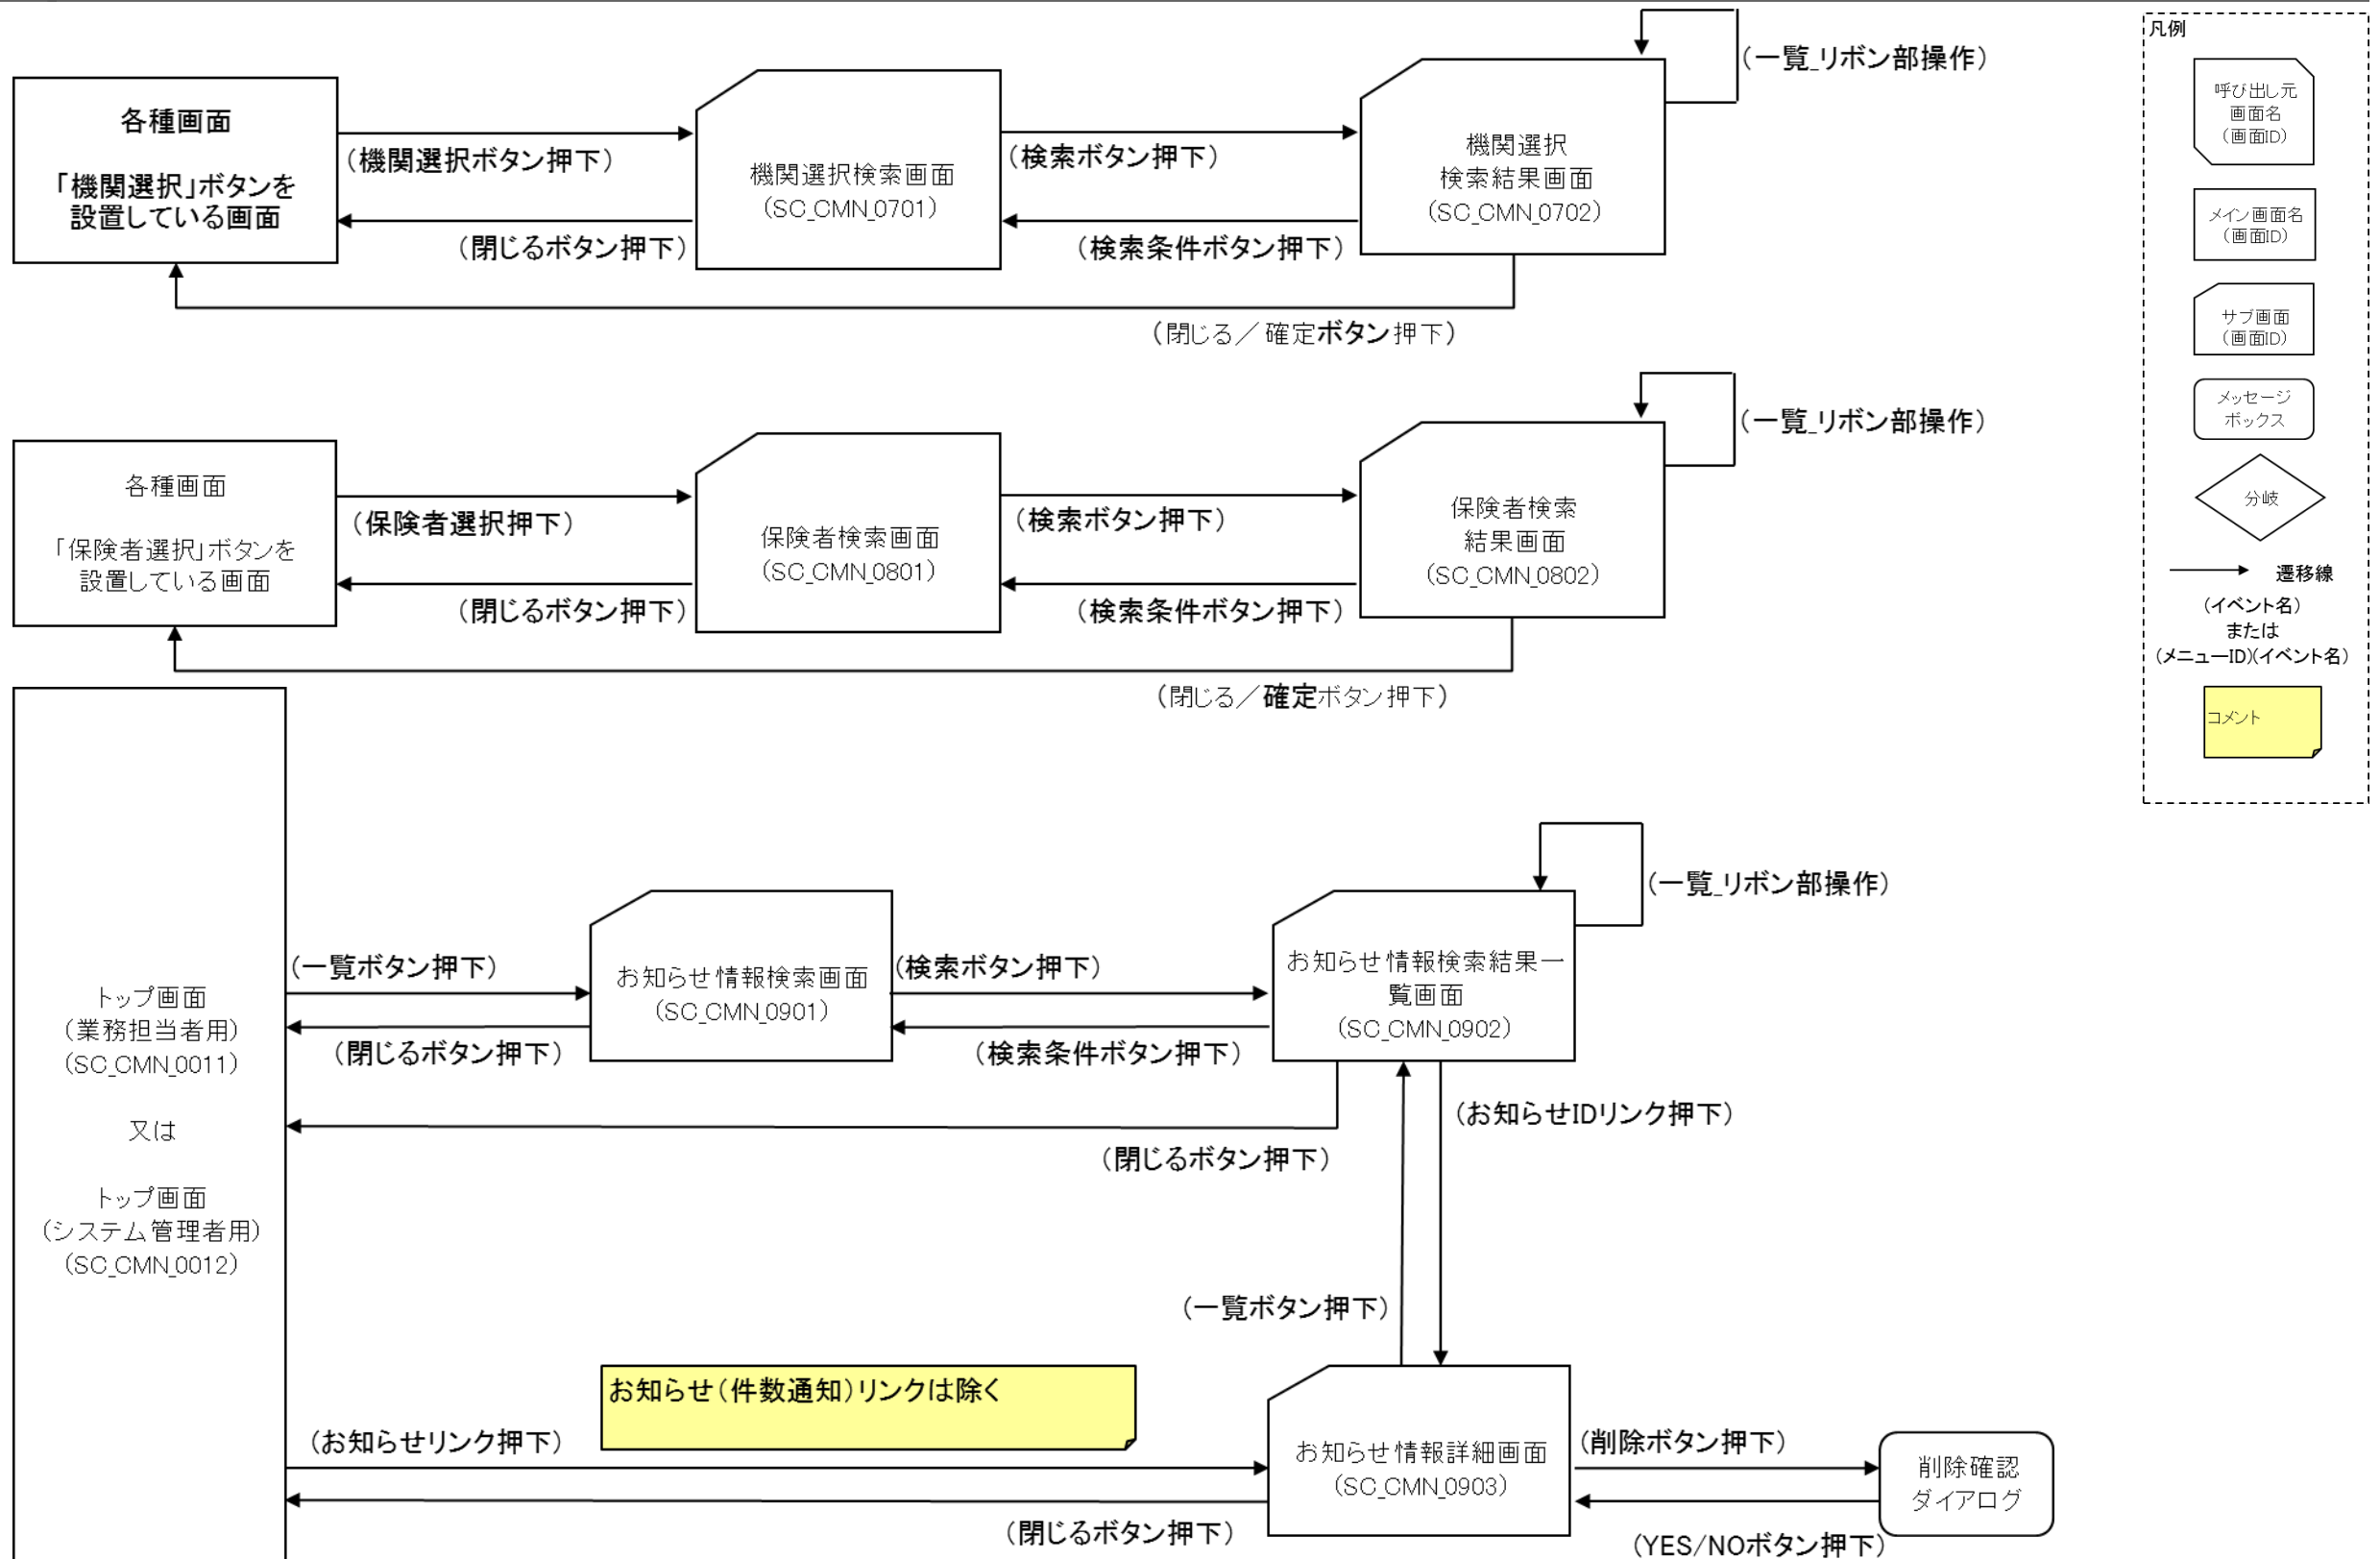 各種画面
「機関選択」ボタンを
設置している画面
(機関選択ボタン押下)
(閉じるボタン押下)
機関選択検索画面
(SC_CMN_0701)
(検索ボタン押下)
(検索条件ボタン押下)
機関選択
検索結果画面
(SC_CMN_0702)
(一覧_リボン部操作)
(閉じる/確定ボタン押下)
各種画面
「保険者選択」ボタンを
設置している画面
(保険者選択押下)
(閉じるボタン押下)
保険者検索画面
(SC_CMN_0801)
(検索ボタン押下)
(検索条件ボタン押下)
保険者検索
結果画面
(SC_CMN_0802)
(一覧_リボン部操作)
(閉じる/確定ボタン押下)
トップ画面
(業務担当者用)
(SC_CMN_0011)
又は
トップ画面
(システム管理者用)
(SC_CMN_0012)
(一覧ボタン押下)
(閉じるボタン押下)
お知らせ情報検索画面
(SC_CMN_0901)
(検索ボタン押下)
(検索条件ボタン押下)
お知らせ情報検索結果一
覧画面
(SC_CMN_0902)
(一覧_リボン部操作)
(閉じるボタン押下)
(お知らせIDリンク押下)
(一覧ボタン押下)
お知らせ(件数通知)リンクは除く
(お知らせリンク押下)
(閉じるボタン押下)
お知らせ情報詳細画面
(SC_CMN_0903)
(削除ボタン押下)
(YES/NOボタン押下)
削除確認
ダイアログ
凡例
呼び出し元
画面名
(画面ID)
メイン画面名
(画面ID)
サブ画面
(画面ID)
メッセージ
ボックス
分岐
遷移線
(イベント名)
または
(メニューID)(イベント名)
コメント